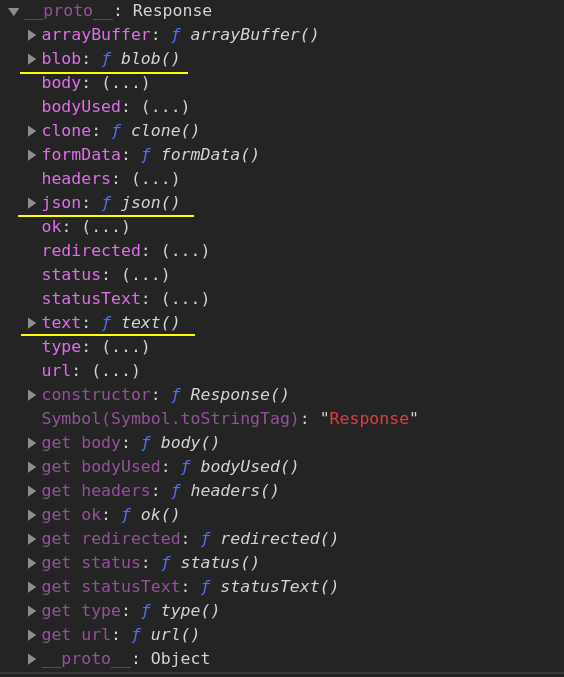 __proto__: Response
arrayBuffer: ƒ arrayBuffer()
blob: ƒ blob()
body: (...)
bodyUsed: (...)
clone: ƒ clone()
formData: ƒ formData()
headers: (...)
json: ƒ json()
ok: (...)
redirected: (...)
status: (...)
statusText: (...)
text: ƒ text()
type: (...)
url: (...)
constructor: ƒ Response()
Symbol(Symbol.toStringTag): "Response"
get body: ƒ body()
get bodyUsed: ƒ bodyUsed()
get headers: ƒ headers()
get ok: ƒ ok()
get redirected: ƒ redirected()
get status: ƒ status()
get statusText: ƒ statusText()
get type: ƒ type()
get url: ƒ url()
__proto__: Object